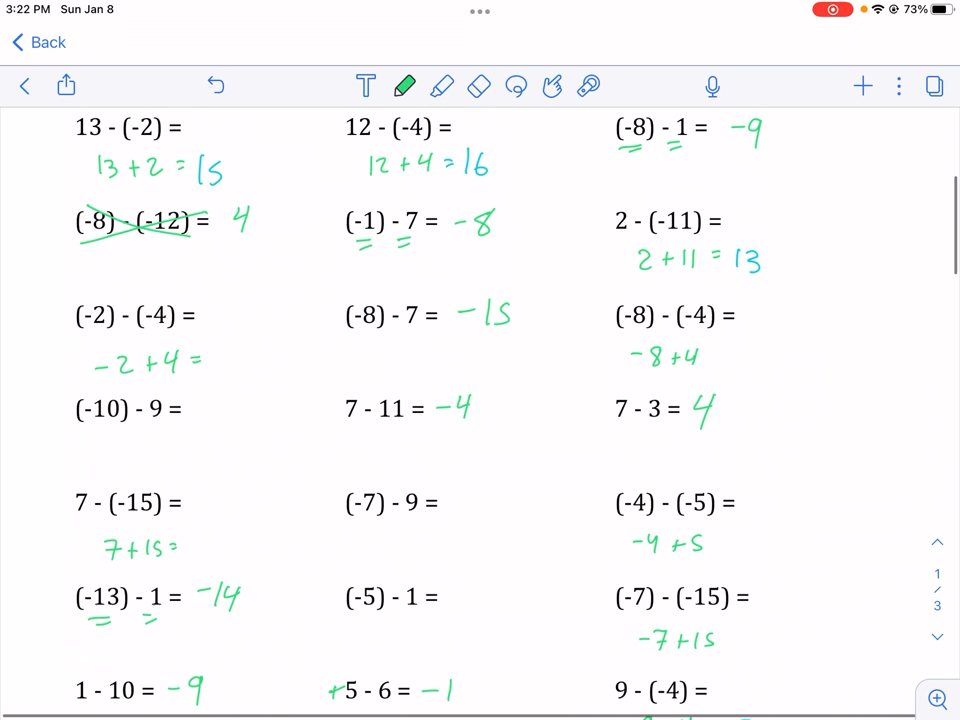 3:22 PM Sun Jan 8 73%
Back
T
13 - (-2) = 12 - (-4) = (-8) - 1 = -9
13 + 2 = 15 12 + 4 = 16
(-8) - (-12) = 4 (-1) - 7 = -8 2 - (-11) =
2 + 11 = 13
(-2) - (-4) = (-8) - 7 = -15 (-8) - (-4) =
-2 + 4 = -8 + 4
(-10) - 9 = 7 - 11 = -4 7 - 3 = 4
7 - (-15) = (-7) - 9 = (-4) - (-5) =
7 + 15 = -4 + 5
(-13) - 1 = -14 (-5) - 1 = (-7) - (-15) =
-7 + 15
1 - 10 = -9 +5 - 6 = -1 9 - (-4) =
1
/
3